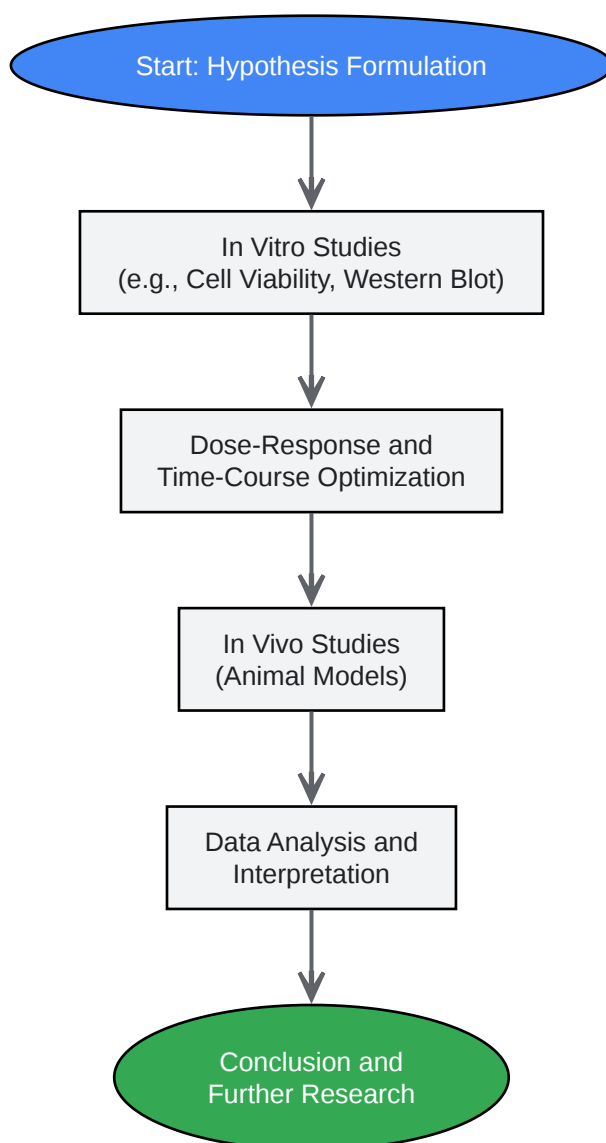 Start: Hypothesis Formulation
In Vitro Studies
(e.g., Cell Viability, Western Blot)
Dose-Response and
Time-Course Optimization
In Vivo Studies
(Animal Models)
Data Analysis and
Interpretation
Conclusion and
Further Research